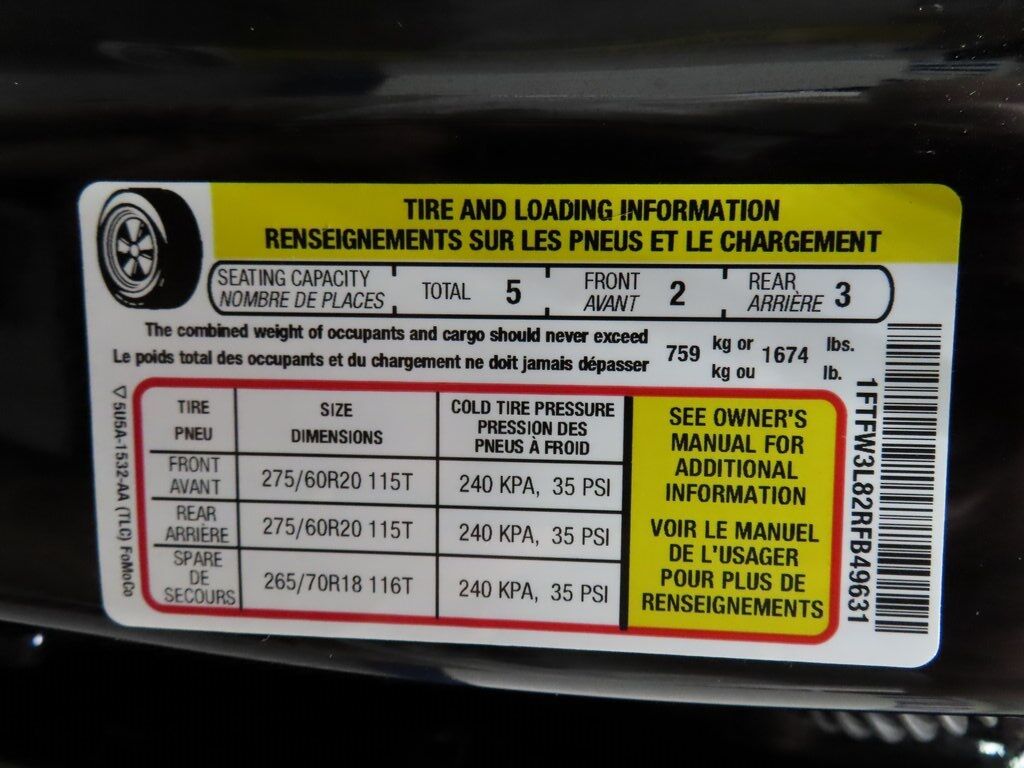 TIRE AND LOADING INFORMATION
RENSEIGNEMENTS SUR LES PNEUS ET LE CHARGEMENT
SEATING CAPACITY
NOMBRE DE PLACES
TOTAL 5
FRONT
AVANT 2
REAR
ARRIÈRE 3
The combined weight of occupants and cargo should never exceed 759 kg or 1674 lbs.
Le poids total des occupants et du chargement ne doit jamais dépasser kg ou lb.
TIRE
PNEU
SIZE
DIMENSIONS
COLD TIRE PRESSURE
PRESSION DES
PNEUS À FROID
FRONT
AVANT
275/60R20 115T
240 KPA, 35 PSI
REAR
ARRIÈRE
275/60R20 115T
240 KPA, 35 PSI
SPARE
DE
SECOURS
265/70R18 116T
240 KPA, 35 PSI
SEE OWNER'S
MANUAL FOR
ADDITIONAL
INFORMATION
VOIR LE MANUEL
DE L'USAGER
POUR PLUS DE
RENSEIGNEMENTS
5U5A-1532-AA (TLC) FoMoCo
1FTFW3L82RFB49631